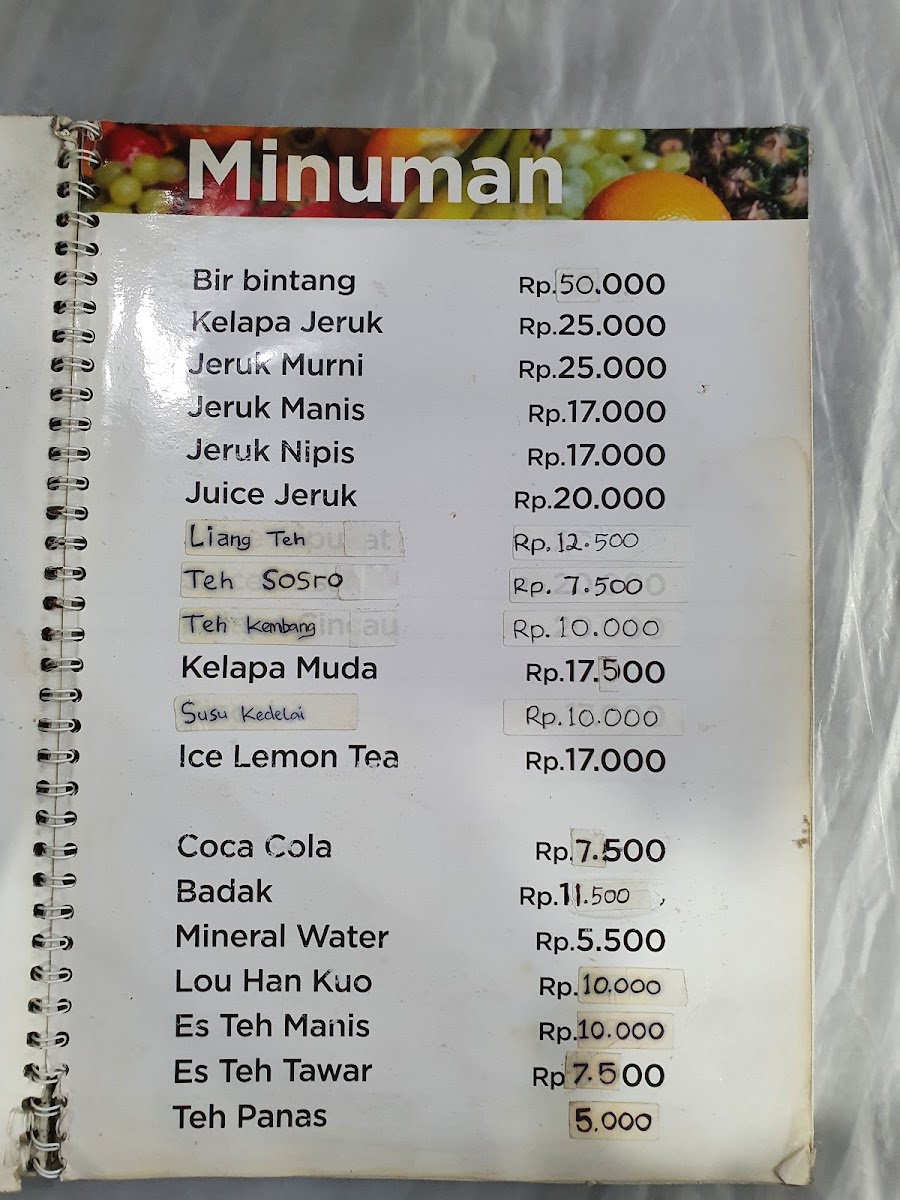 Minuman
Bir bintang Rp.50.000
Kelapa Jeruk Rp.25.000
Jeruk Murni Rp.25.000
Jeruk Manis Rp.17.000
Jeruk Nipis Rp.17.000
Juice Jeruk Rp.20.000
Liang Teh Rp.12.500
Teh Sosro Rp.7.500
Teh Kembang Rp.10.000
Kelapa Muda Rp.17.500
Susu Kedelai Rp.10.000
Ice Lemon Tea Rp.17.000
Coca Cola Rp.7.500
Badak Rp.11.500
Mineral Water Rp.5.500
Lou Han Kuo Rp.10.000
Es Teh Manis Rp.10.000
Es Teh Tawar Rp 7.500
Teh Panas 5.000